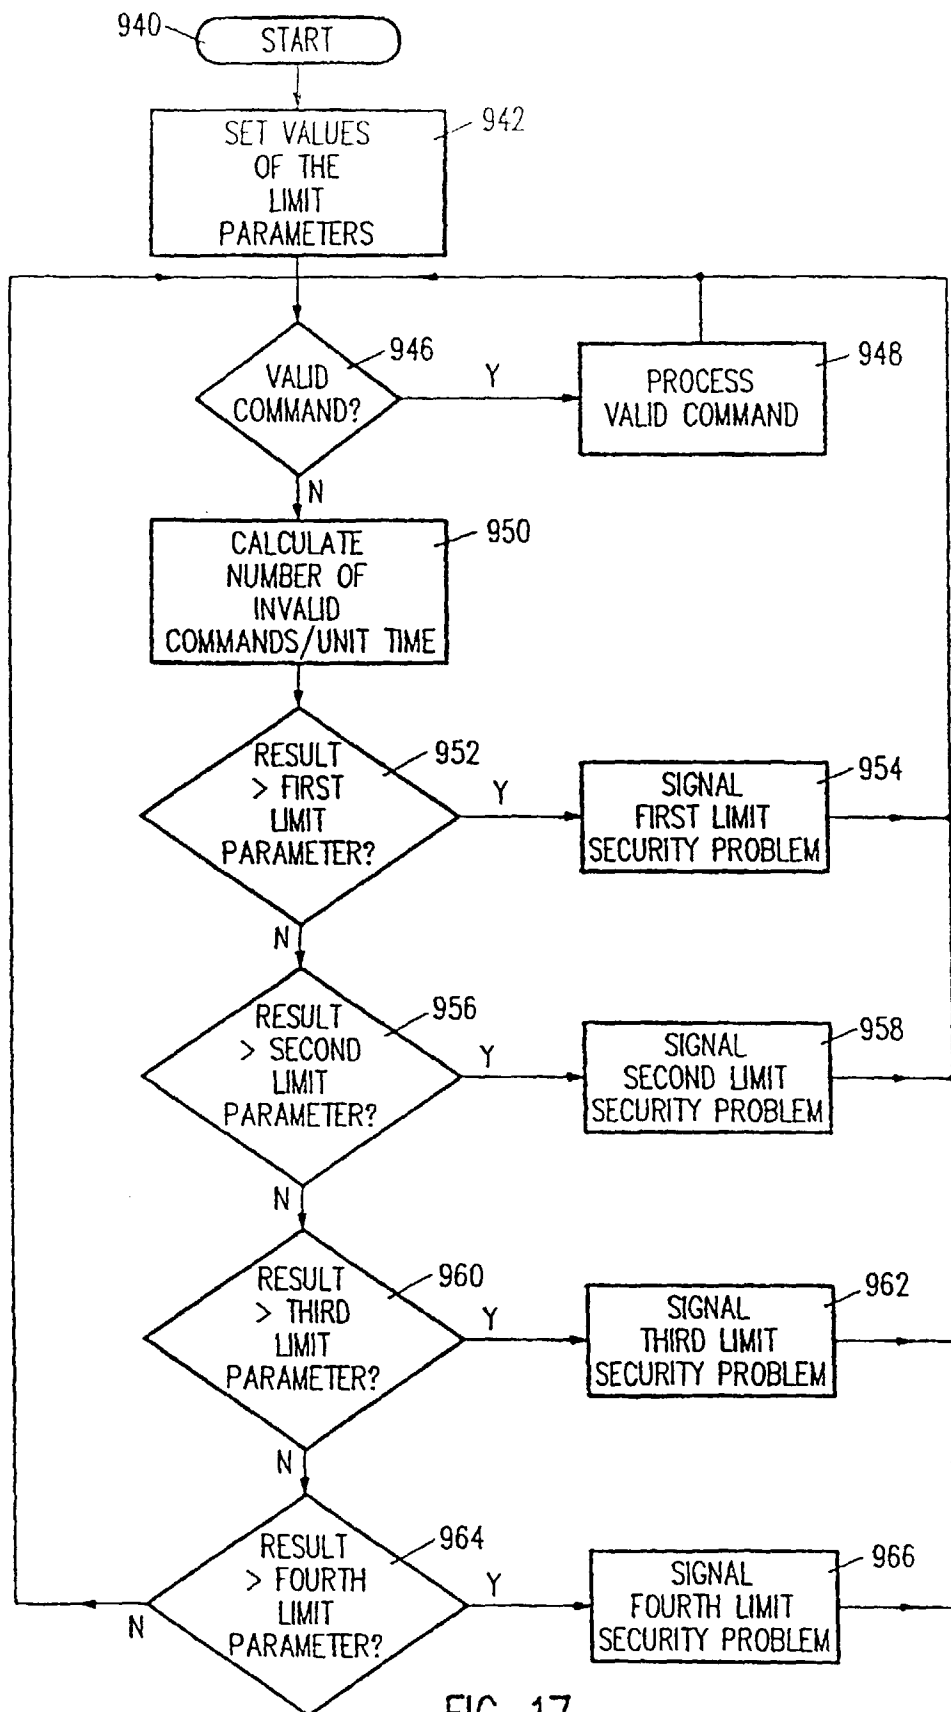 940
START
942
SET VALUES
OF THE
LIMIT
PARAMETERS
946
VALID
COMMAND?
Y
948
PROCESS
VALID COMMAND
N
950
CALCULATE
NUMBER OF
INVALID
COMMANDS/UNIT TIME
952
RESULT
> FIRST
LIMIT
PARAMETER?
Y
954
SIGNAL
FIRST LIMIT
SECURITY PROBLEM
N
956
RESULT
> SECOND
LIMIT
PARAMETER?
Y
958
SIGNAL
SECOND LIMIT
SECURITY PROBLEM
N
960
RESULT
> THIRD
LIMIT
PARAMETER?
Y
962
SIGNAL
THIRD LIMIT
SECURITY PROBLEM
N
964
RESULT
> FOURTH
LIMIT
PARAMETER?
Y
966
SIGNAL
FOURTH LIMIT
SECURITY PROBLEM
N
FIG. 17